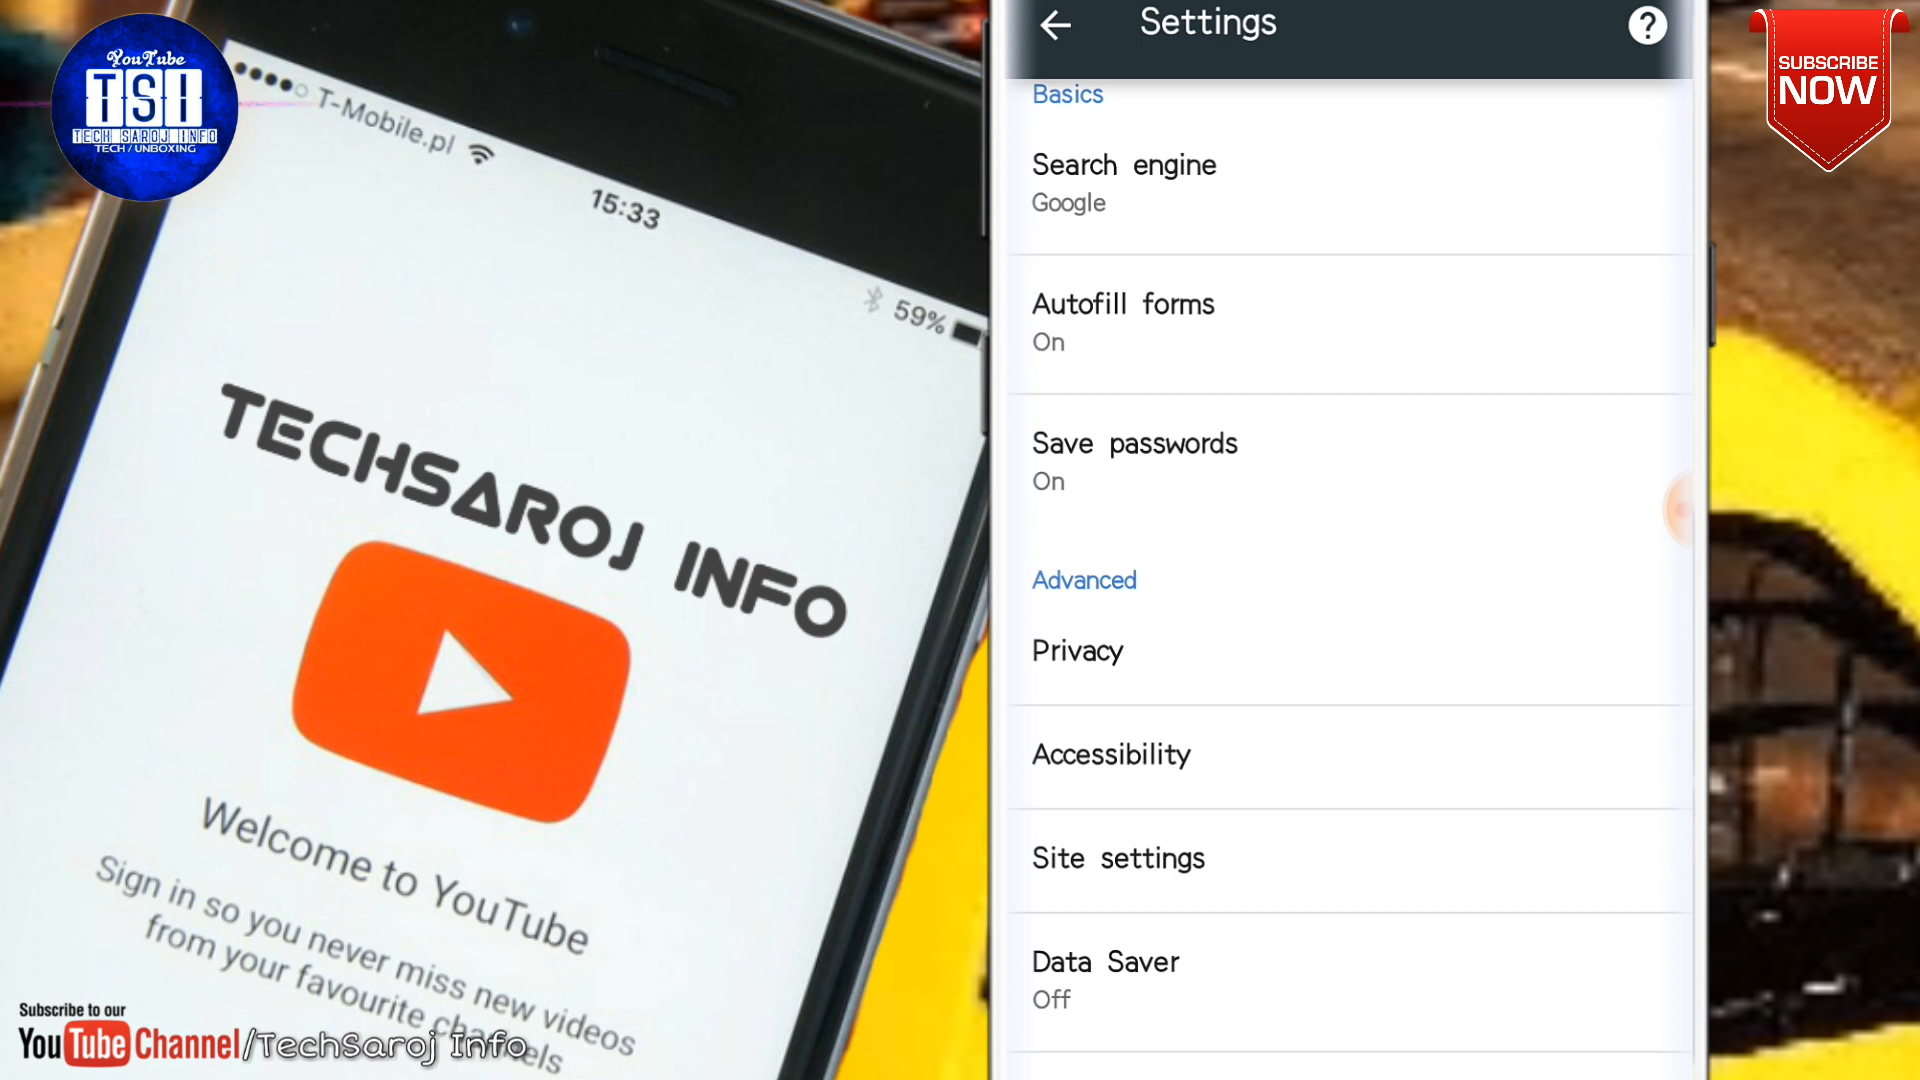 YouTube
TSI
TECH SAROJ INFO
TECH / UNBOXING
T-Mobile.pl
15:33
59%
TECHSAROJ INFO
Welcome to YouTube
Sign in so you never miss new videos
from your favourite channels
Subscribe to our
YouTube Channel/TechSaroj Info
Settings
?
Basics
Search engine
Google
Autofill forms
On
Save passwords
On
Advanced
Privacy
Accessibility
Site settings
Data Saver
Off
SUBSCRIBE
NOW